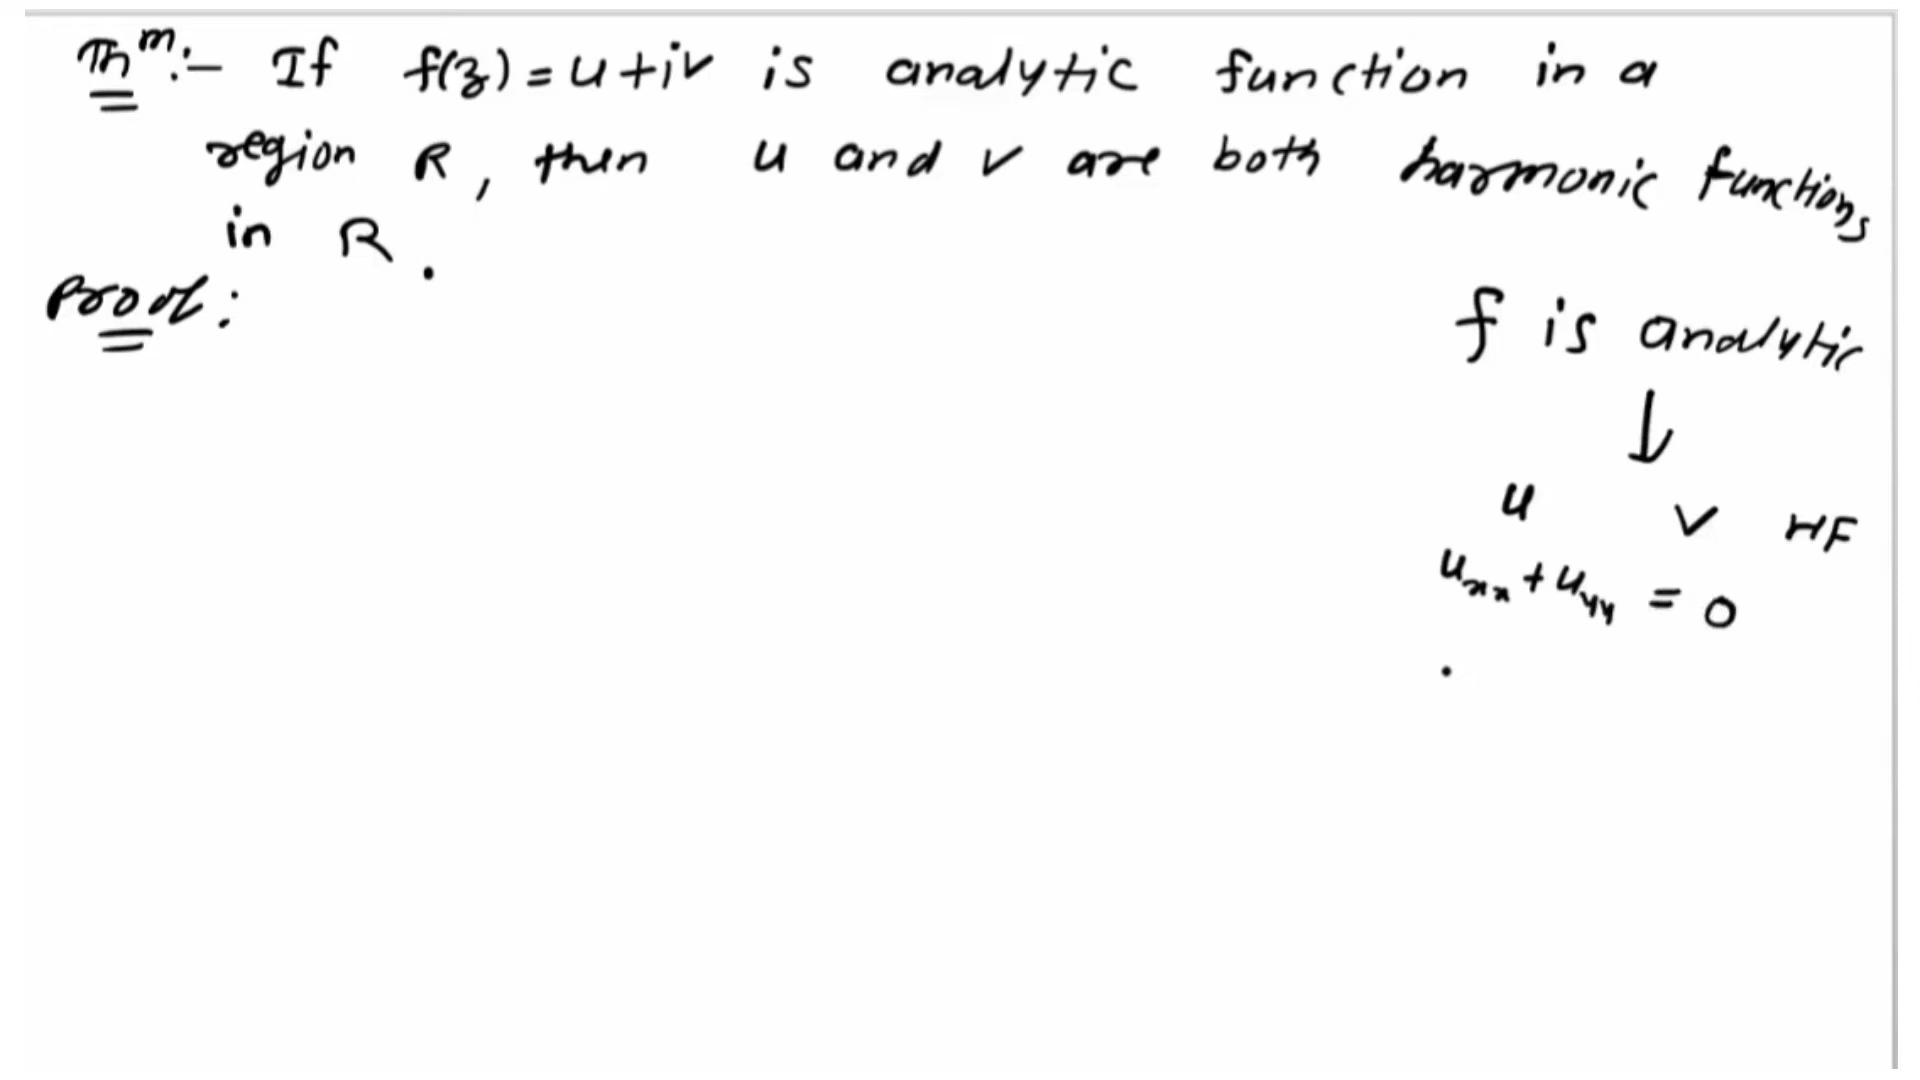 Thm:- If f(z) = u + iv is analytic function in a
region R, then u and v are both harmonic functions
in R.
Proof:
f is analytic
↓
u v HF
uxx + uyy = 0
.